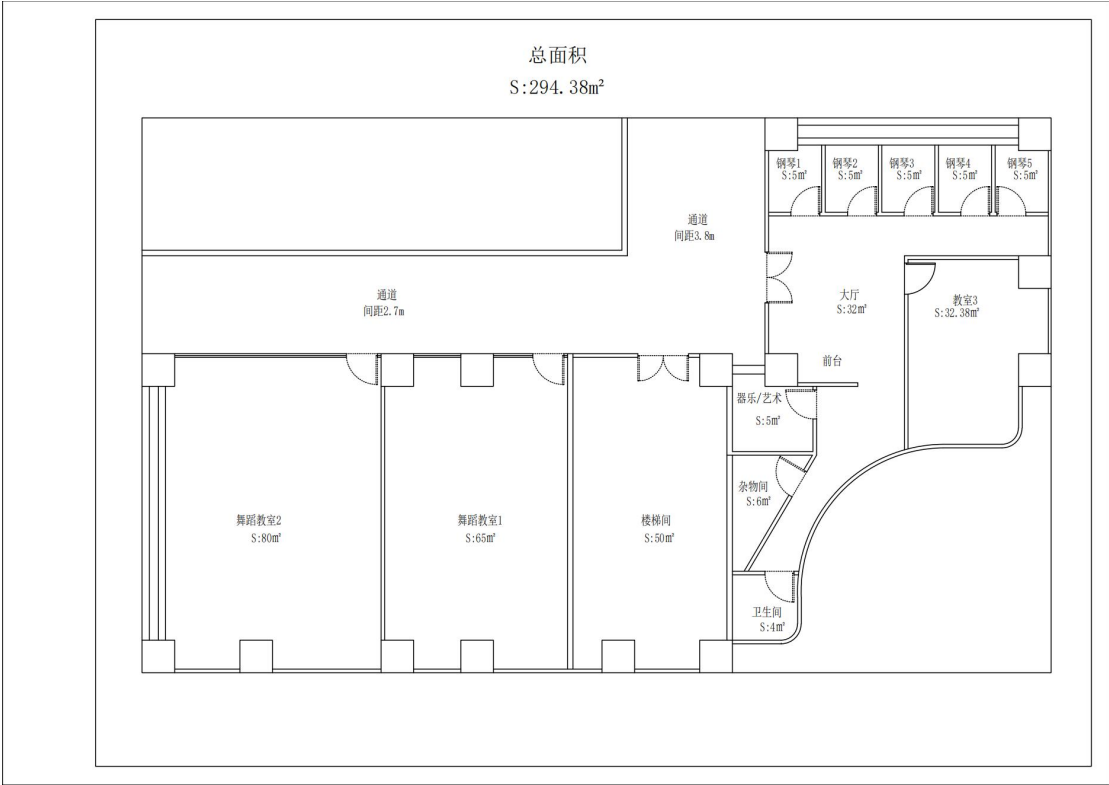 总面积
S:294.38m²
钢琴1
S:5m²
钢琴2
S:5m²
钢琴3
S:5m²
钢琴4
S:5m²
钢琴5
S:5m²
通道
间距3.8m
通道
间距2.7m
大厅
S:32m²
教室3
S:32.38m²
前台
器乐/艺术
S:5m²
杂物间
S:6m²
舞蹈教室2
S:80m²
舞蹈教室1
S:65m²
楼梯间
S:50m²
卫生间
S:4m²